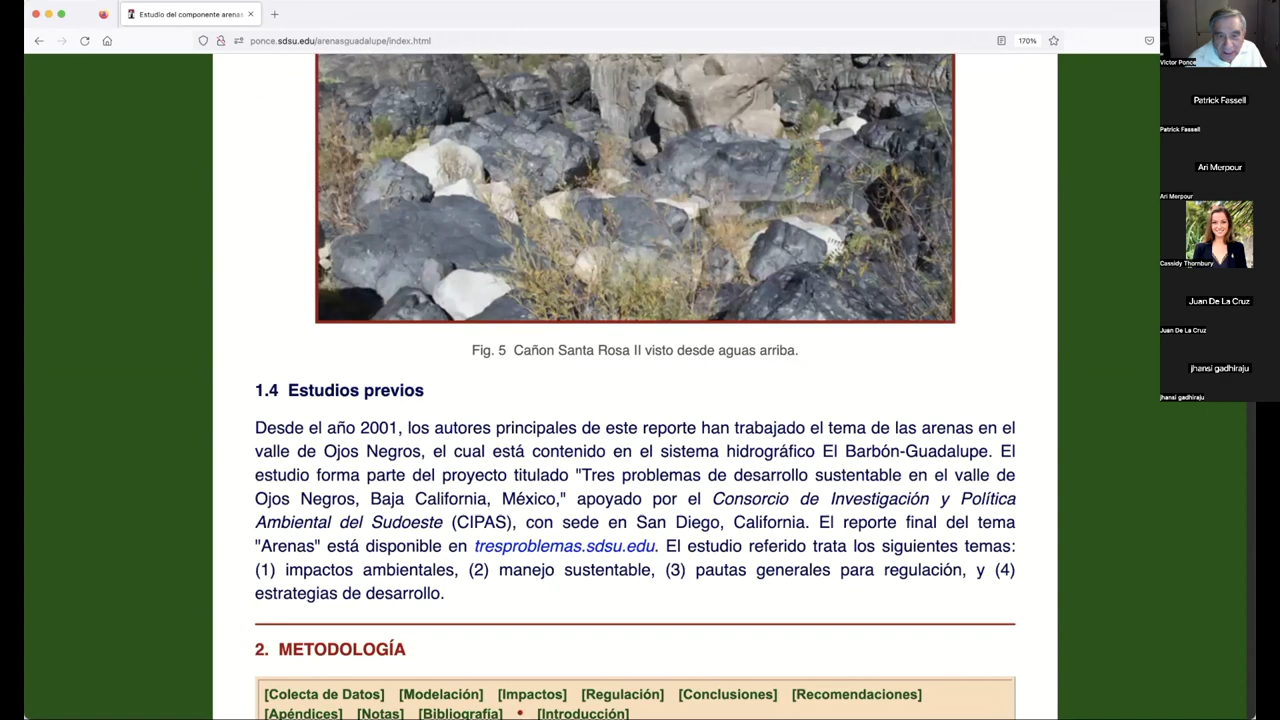 Estudio del componente arenas
ponce.sdsu.edu/arenasguadalupe/index.html
170%
Fig. 5 Cañon Santa Rosa II visto desde aguas arriba.
1.4 Estudios previos
Desde el año 2001, los autores principales de este reporte han trabajado el tema de las arenas en el
valle de Ojos Negros, el cual está contenido en el sistema hidrográfico El Barbón-Guadalupe. El
estudio forma parte del proyecto titulado "Tres problemas de desarrollo sustentable en el valle de
Ojos Negros, Baja California, México," apoyado por el Consorcio de Investigación y Política
Ambiental del Sudoeste (CIPAS), con sede en San Diego, California. El reporte final del tema
"Arenas" está disponible en tresproblemas.sdsu.edu. El estudio referido trata los siguientes temas:
(1) impactos ambientales, (2) manejo sustentable, (3) pautas generales para regulación, y (4)
estrategias de desarrollo.
2. METODOLOGÍA
[Colecta de Datos] [Modelación] [Impactos] [Regulación] [Conclusiones] [Recomendaciones]
[Apéndices] [Notas] [Bibliografía] • [Introducción]
Victor Ponce
Patrick Fassell
Patrick Fassell
Ari Merpour
Ari Merpour
Cassidy Thornbury
Juan De La Cruz
Juan De La Cruz
jhansi gadhiraju
jhansi gadhiraju